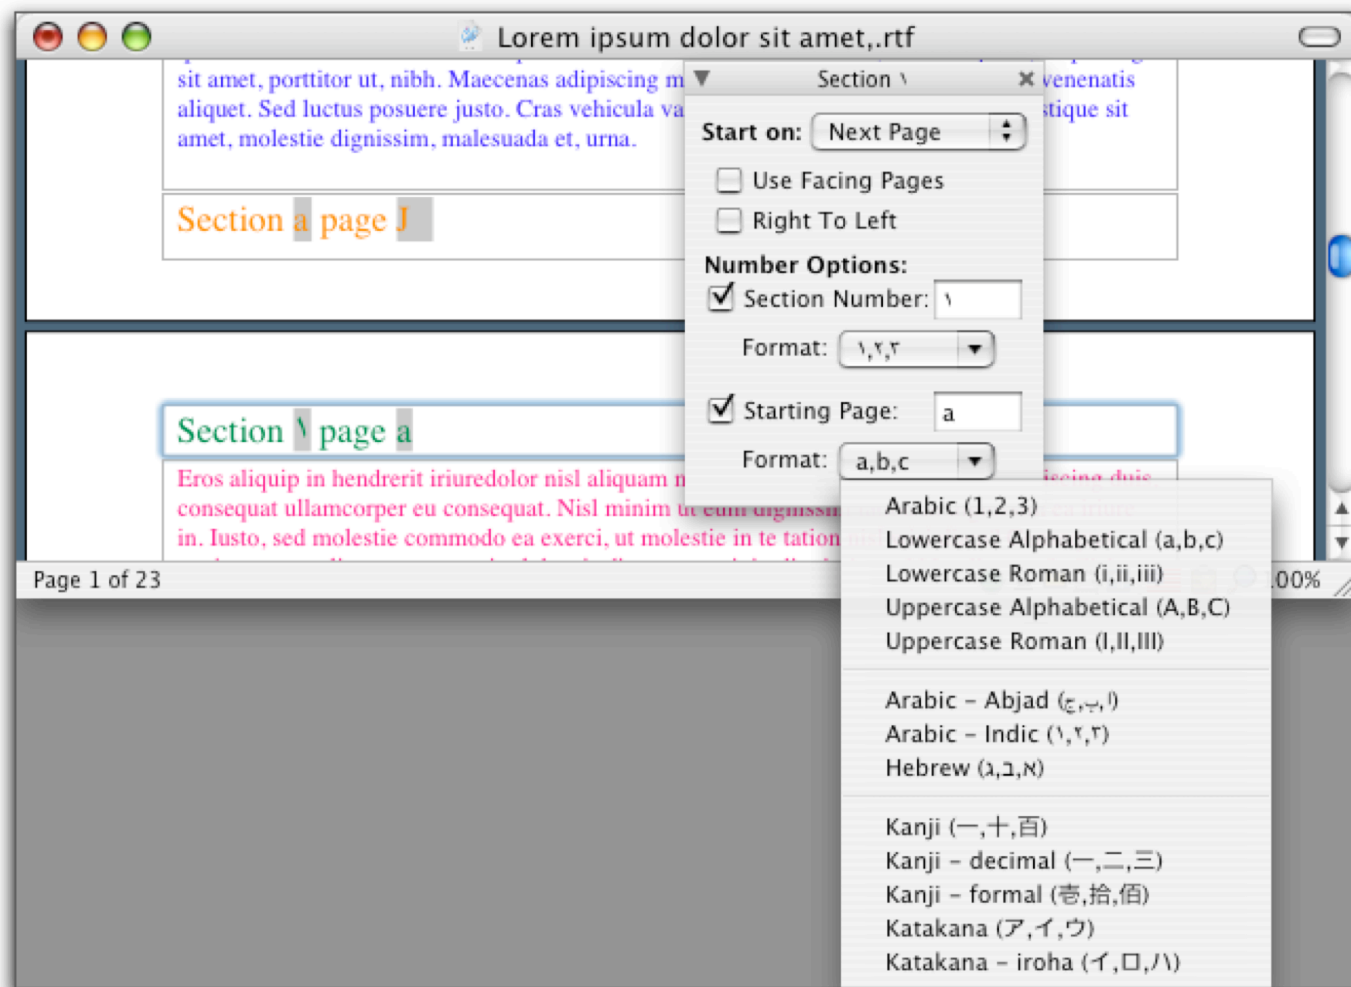 Lorem ipsum dolor sit amet,.rtf
sit amet, porttitor ut, nibh. Maecenas adipiscing m
venenatis
aliquet. Sed luctus posuere justo. Cras vehicula va
stique sit
amet, molestie dignissim, malesuada et, urna.
Section a page J
Section ١ page a
Eros aliquip in hendrerit iriuredolor nisl aliquam n
iscing duis
consequat ullamcorper eu consequat. Nisl minim ut eum dignissim
in. Iusto, sed molestie commodo ea exerci, ut molestie in te tation
Page 1 of 23
100%
Section ١
Start on: Next Page
Use Facing Pages
Right To Left
Number Options:
Section Number: ١
Format: ١,٢,٣
Starting Page: a
Format: a,b,c
Arabic (1,2,3)
Lowercase Alphabetical (a,b,c)
Lowercase Roman (i,ii,iii)
Uppercase Alphabetical (A,B,C)
Uppercase Roman (I,II,III)
Arabic – Abjad (ا,ب,ج)
Arabic – Indic (١,٢,٣)
Hebrew (א,ב,ג)
Kanji (一,十,百)
Kanji – decimal (一,二,三)
Kanji – formal (壱,拾,佰)
Katakana (ア,イ,ウ)
Katakana – iroha (イ,ロ,ハ)